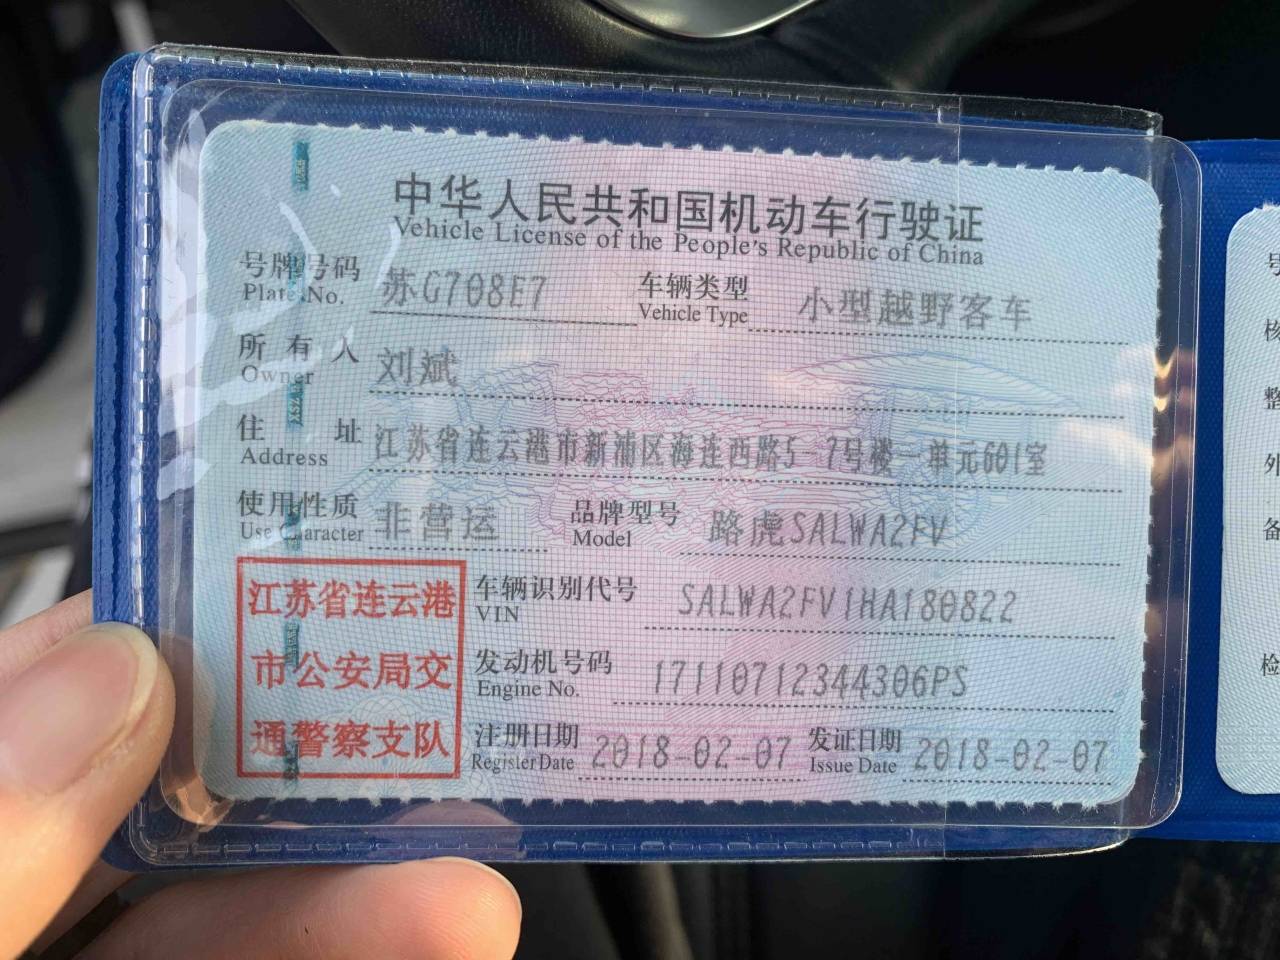 中华人民共和国机动车行驶证
Vehicle License of the People's Republic of China
号牌号码 苏G708E7 车辆类型 小型越野客车
Plate No. Vehicle Type
所有人 刘斌
Owner
住址 江苏省连云港市新浦区海连西路5-7号楼一单元601室
Address
使用性质 非营运 品牌型号 路虎SALWA2FV
Use Character Model
江苏省连云港
市公安局交
通警察支队
车辆识别代号 SALWA2FV1HA180822
VIN
发动机号码 17110712344306PS
Engine No.
注册日期 2018-02-07 发证日期 2018-02-07
Register Date Issue Date
号
核
整
外
备
检